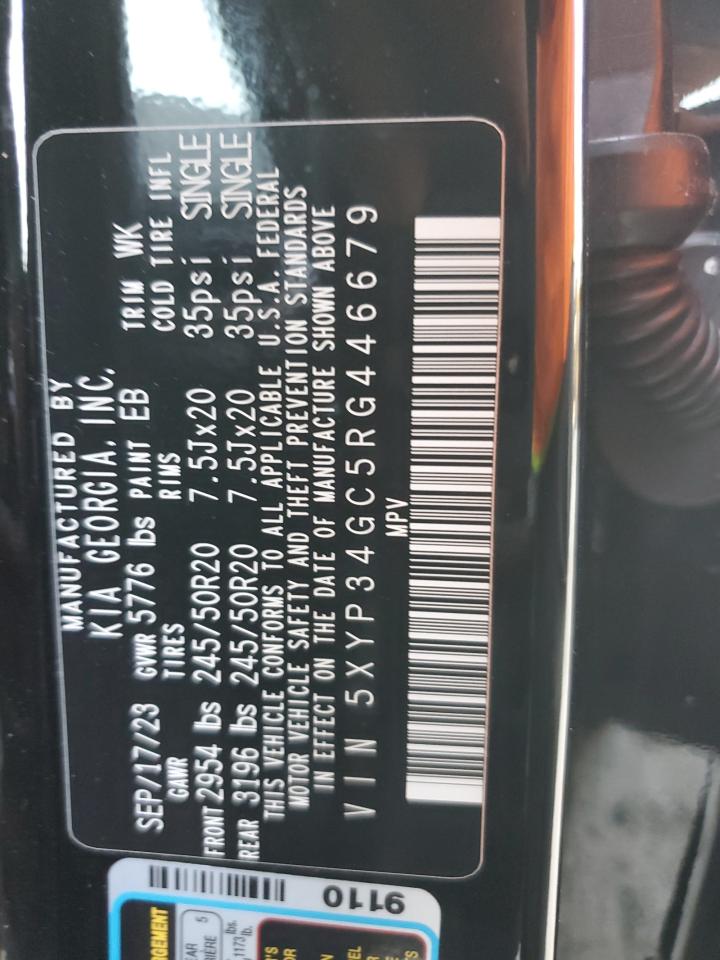 MANUFACTURED BY
KIA GEORGIA, INC.
SEP/17/23 GVWR 5776 lbs PAINT EB TRIM WK
GAWR TIRES RIMS COLD TIRE INFL
FRONT 2954 lbs 245/50R20 7.5Jx20 35psi SINGLE
REAR 3196 lbs 245/50R20 7.5Jx20 35psi SINGLE
THIS VEHICLE CONFORMS TO ALL APPLICABLE U.S.A. FEDERAL
MOTOR VEHICLE SAFETY AND THEFT PREVENTION STANDARDS
IN EFFECT ON THE DATE OF MANUFACTURE SHOWN ABOVE
VIN 5XYP34GC5RG446679
MPV
9110
5
1173 lb.